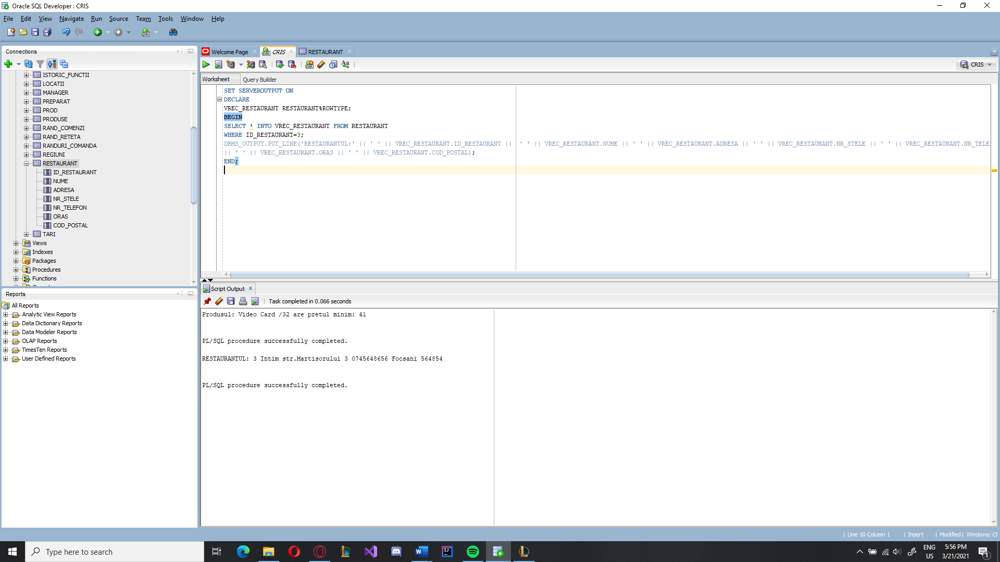 Oracle SQL Developer : CRIS
File Edit View Navigate Run Source Team Tools Window Help
Connections
ISTORIC_FUNCTII
LOCATII
MANAGER
PREPARAT
PROD
PRODUSE
RAND_COMENZI
RAND_RETETA
RANDURI_COMANDA
REGIUNI
RESTAURANT
ID_RESTAURANT
NUME
ADRESA
NR_STELE
NR_TELEFON
ORAS
COD_POSTAL
TARI
Views
Indexes
Packages
Procedures
Functions
Reports
All Reports
Analytic View Reports
Data Dictionary Reports
Data Modeler Reports
OLAP Reports
TimesTen Reports
User Defined Reports
Welcome Page CRIS RESTAURANT
CRIS
Worksheet Query Builder
SET SERVEROUTPUT ON
DECLARE
VREC_RESTAURANT RESTAURANT%ROWTYPE;
BEGIN
SELECT * INTO VREC_RESTAURANT FROM RESTAURANT
WHERE ID_RESTAURANT=3;
DBMS_OUTPUT.PUT_LINE('RESTAURANTUL:' || ' ' || VREC_RESTAURANT.ID_RESTAURANT || ' ' || VREC_RESTAURANT.NUME || ' ' || VREC_RESTAURANT.ADRESA || ' ' || VREC_RESTAURANT.NR_STELE || ' ' || VREC_RESTAURANT.NR_TELE
|| ' ' || VREC_RESTAURANT.ORAS || ' ' || VREC_RESTAURANT.COD_POSTAL);
END;
Script Output
Task completed in 0.066 seconds
Produsul: Video Card /32 are pretul minim: 41
PL/SQL procedure successfully completed.
RESTAURANTUL: 3 Intim str.Martisorului 3 0745648656 Focsani 564854
PL/SQL procedure successfully completed.
Line 10 Column 1 Insert Modified Windows: CF
Type here to search
ENG
US
5:56 PM
3/21/2021
1